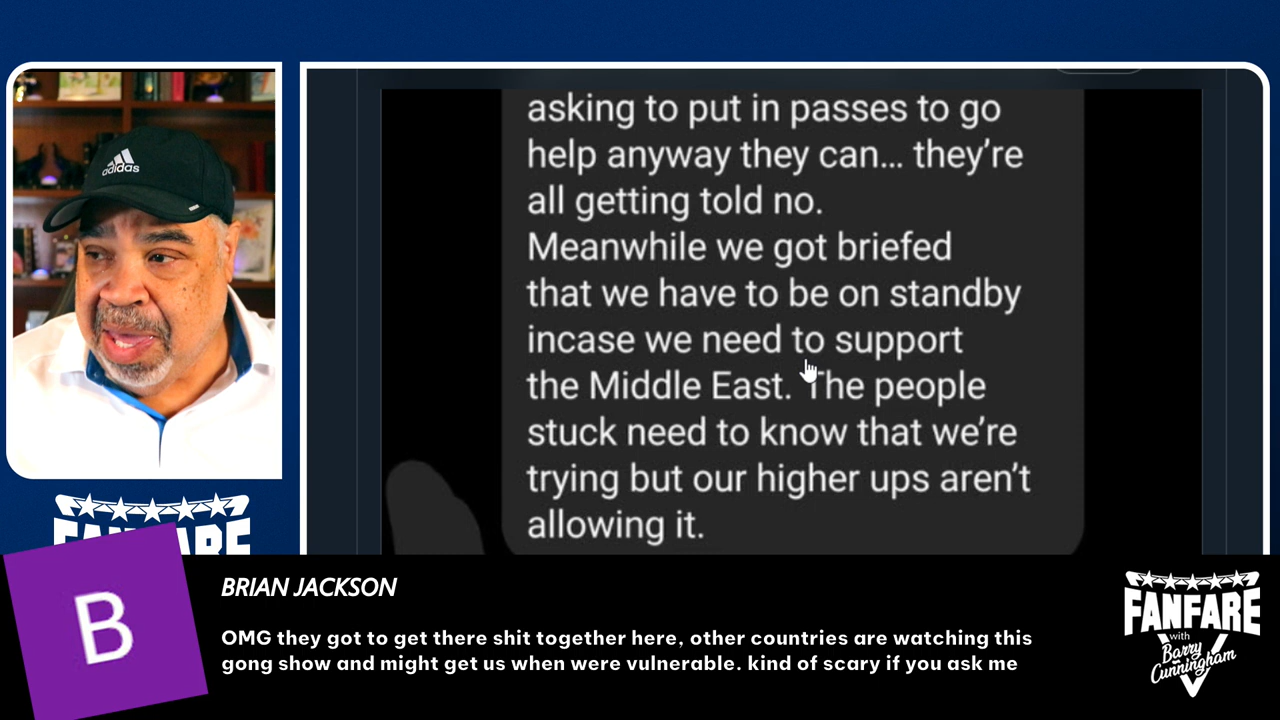 adidas
asking to put in passes to go
help anyway they can... they're
all getting told no.
Meanwhile we got briefed
that we have to be on standby
incase we need to support
the Middle East. The people
stuck need to know that we're
trying but our higher ups aren't
allowing it.
FANFARE
B
BRIAN JACKSON
OMG they got to get there shit together here, other countries are watching this
gong show and might get us when were vulnerable. kind of scary if you ask me
FANFARE
with
Barry
Cunningham